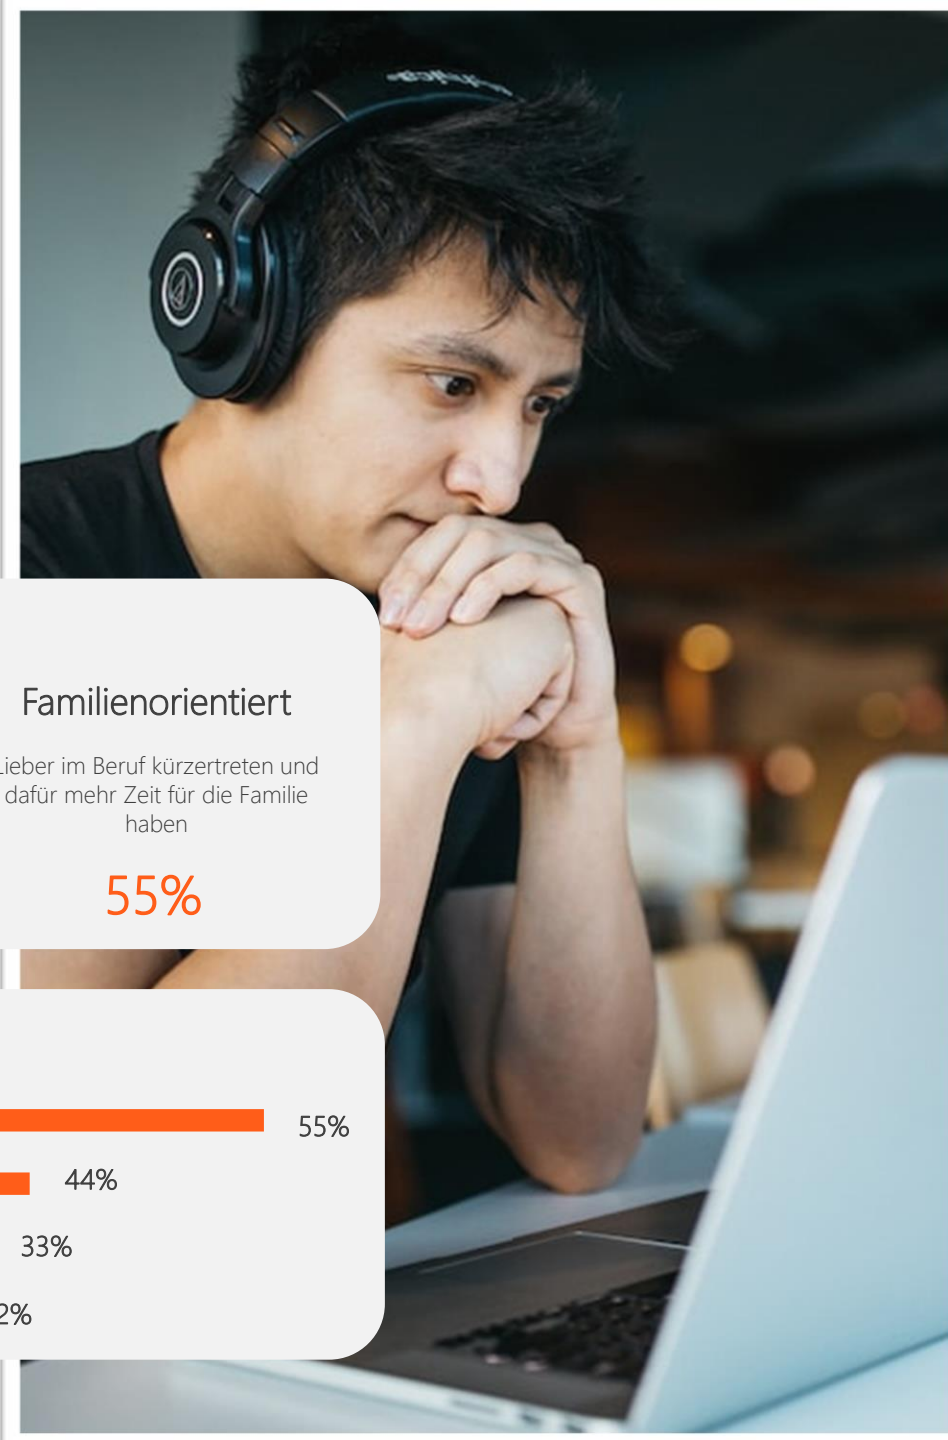 Familienorientiert
Lieber im Beruf kürzertreten und
dafür mehr Zeit für die Familie
haben
55%
55%
44%
33%
2%